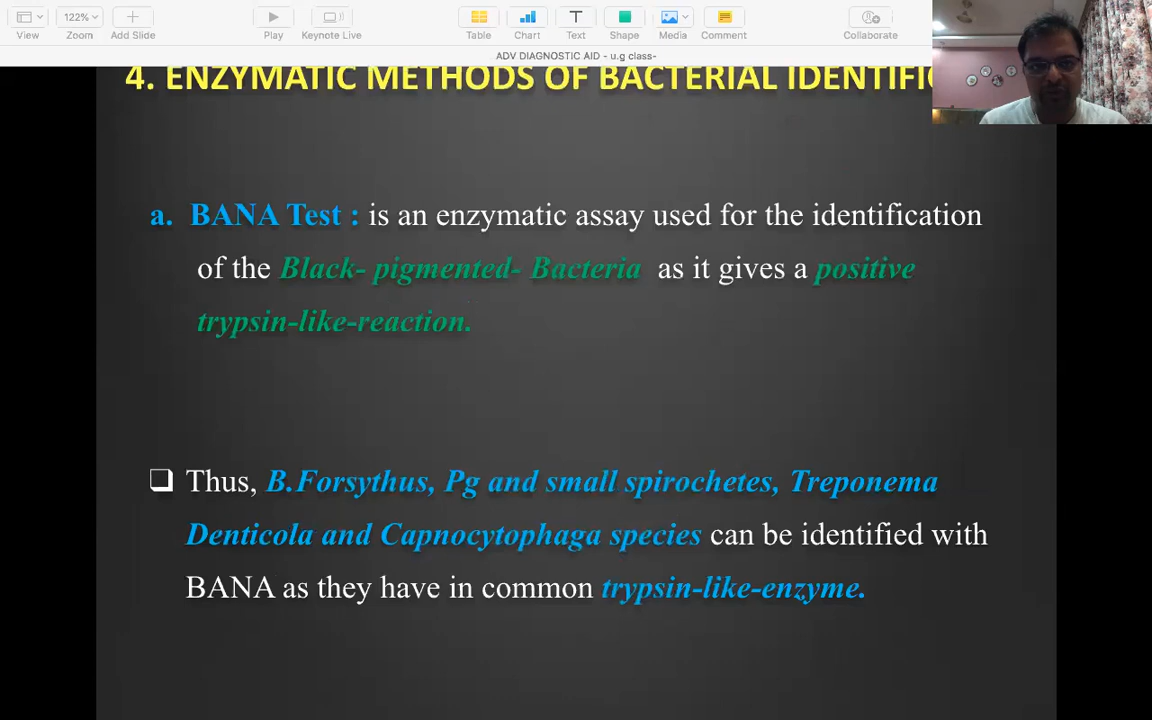 View
122%
Zoom
Add Slide
Play
Keynote Live
Table
Chart
Text
Shape
Media
Comment
Collaborate
ADV DIAGNOSTIC AID - u.g class-
4. ENZYMATIC METHODS OF BACTERIAL IDENTIFI
a. BANA Test : is an enzymatic assay used for the identification
of the Black- pigmented- Bacteria as it gives a positive
trypsin-like-reaction.
Thus, B.Forsythus, Pg and small spirochetes, Treponema
Denticola and Capnocytophaga species can be identified with
BANA as they have in common trypsin-like-enzyme.